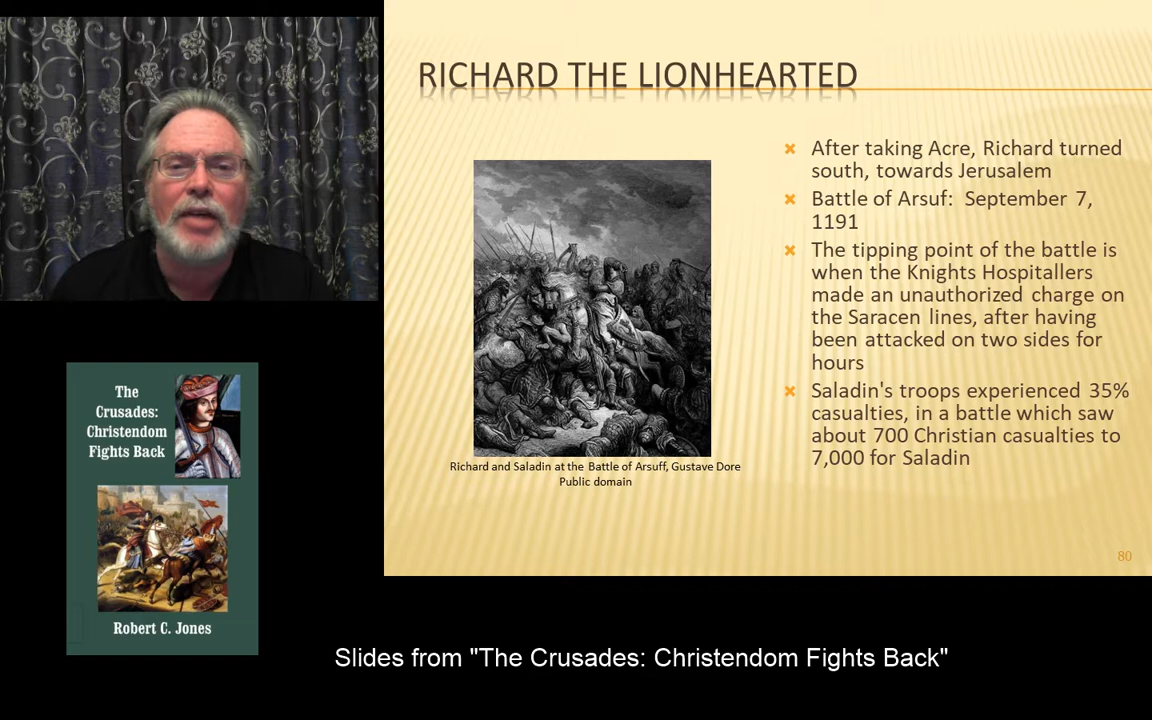 RICHARD THE LIONHEARTED
After taking Acre, Richard turned
south, towards Jerusalem
Battle of Arsuf:  September 7,
1191
The tipping point of the battle is
when the Knights Hospitallers
made an unauthorized charge on
the Saracen lines, after having
been attacked on two sides for
hours
Saladin's troops experienced 35%
casualties, in a battle which saw
about 700 Christian casualties to
7,000 for Saladin
Richard and Saladin at the Battle of Arsuff, Gustave Dore
Public domain
80
The
Crusades:
Christendom
Fights Back
Robert C. Jones
Slides from "The Crusades: Christendom Fights Back"